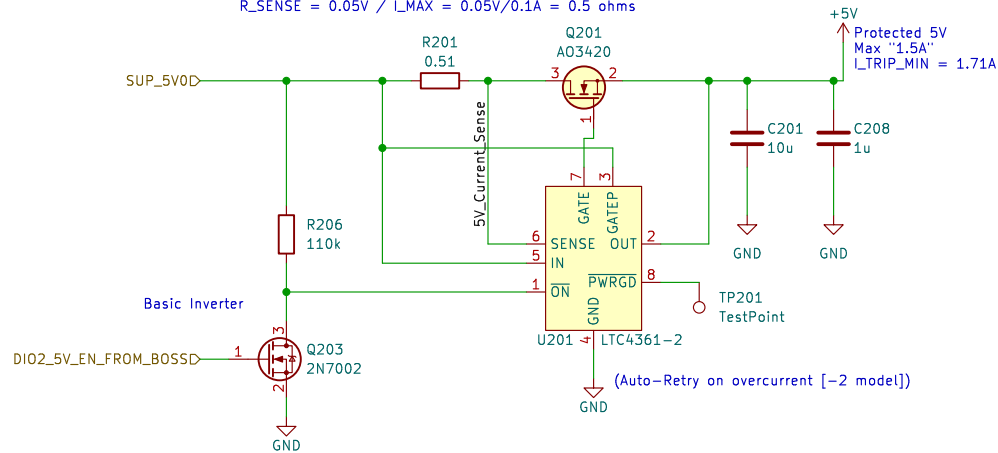 R_SENSE = 0.05V / I_MAX = 0.05V/0.1A = 0.5 ohms
+5V
Protected 5V
Max "1.5A"
I_TRIP_MIN = 1.71A
Q201
AO3420
R201
0.51
SUP_5V0
3
2
1
5V_Current_Sense
C201
10u
C208
1u
GND
GND
7
3
GATE
GATEP
6
SENSE
OUT
2
5
IN
1
ON
PWRGD
8
GND
4
U201
LTC4361-2
TP201
TestPoint
R206
110k
Basic Inverter
DIO2_5V_EN_FROM_BOSS
1
3
2
Q203
2N7002
GND
(Auto-Retry on overcurrent [-2 model])
GND